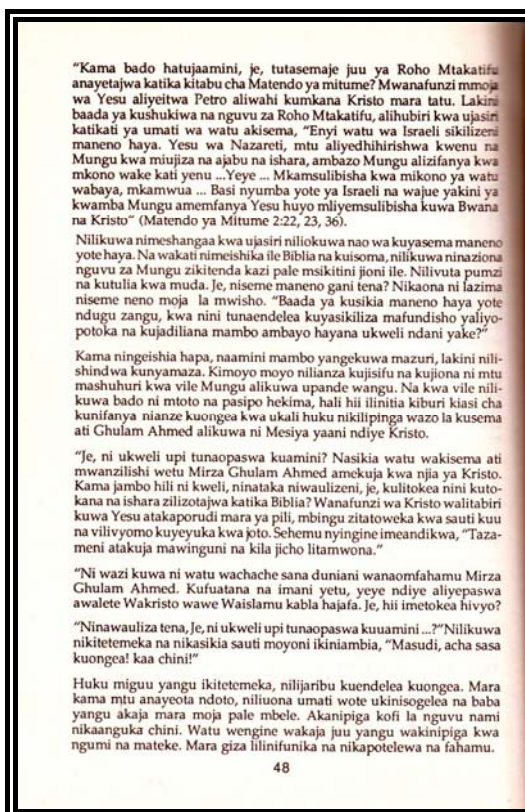 "Kama bado hatujaamini, je, tutasemaje juu ya Roho Mtakatifu
anayetajwa katika kitabu cha Matendo ya mitume? Mwanafunzi mmoja
wa Yesu aliyeitwa Petro aliwahi kumkana Kristo mara tatu. Lakini
baada ya kushukiwa na nguvu za Roho Mtakatifu, alihubiri kwa ujasiri
katikati ya umati wa watu akisema, "Enyi watu wa Israeli sikilizeni
maneno haya. Yesu wa Nazareti, mtu aliyedhihirishwa kwenu na
Mungu kwa miujiza na ajabu na ishara, ambazo Mungu alizifanya kwa
mkono wake kati yenu ...Yeye ... Mkamsulibisha kwa mikono ya watu
wabaya, mkamwua ... Basi nyumba yote ya Israeli na wajue yakini ya
kwamba Mungu amemfanya Yesu huyo mliyemsulibisha kuwa Bwana
na Kristo" (Matendo ya Mitume 2:22, 23, 36).
Nilikuwa nimeshangaa kwa ujasiri niliokuwa nao wa kuyasema maneno
yote haya. Na wakati nimeishika ile Biblia na kuisoma, nilikuwa ninaziona
nguvu za Mungu zikitenda kazi pale msikitini jioni ile. Nilivuta pumzi
na kutulia kwa muda. Je, niseme maneno gani tena? Nikaona ni lazima
niseme neno moja la mwisho. "Baada ya kusikia maneno haya yote
ndugu zangu, kwa nini tunaendelea kuyasikiliza mafundisho yaliyo-
potoka na kujadiliana mambo ambayo hayana ukweli ndani yake?"
Kama ningeishia hapa, naamini mambo yangekuwa mazuri, lakini nili-
shindwa kunyamaza. Kimoyo moyo nilianza kujisifu na kujiona ni mtu
mashuhuri kwa vile Mungu alikuwa upande wangu. Na kwa vile nili-
kuwa bado ni mtoto na pasipo hekima, hali hii ilinitia kiburi kiasi cha
kunifanya nianze kuongea kwa ukali huku nikilipinga wazo la kusema
ati Ghulam Ahmed alikuwa ni Mesiya yaani ndiye Kristo.
"Je, ni ukweli upi tunaopaswa kuamini? Nasikia watu wakisema ati
mwanzilishi wetu Mirza Ghulam Ahmed amekuja kwa njia ya Kristo.
Kama jambo hili ni kweli, ninataka niwaulizeni, je, kulitokea nini kuto-
kana na ishara zilizotajwa katika Biblia? Wanafunzi wa Kristo walitabiri
kuwa Yesu atakaporudi mara ya pili, mbingu zitatoweka kwa sauti kuu
na vilivyomo kuyeyuka kwa joto. Sehemu nyingine imeandikwa, "Taza-
meni atakuja mawinguni na kila jicho litamwona."
"Ni wazi kuwa ni watu wachache sana duniani wanaomfahamu Mirza
Ghulam Ahmed. Kufuatana na imani yetu, yeye ndiye aliyepaswa
awalete Wakristo wawe Waislamu kabla hajafa. Je, hii imetokea hivyo?
"Ninawauliza tena, Je, ni ukweli upi tunaopaswa kuuamini ...?" Nilikuwa
nikitetemeka na nikasikia sauti moyoni ikiniambia, "Masudi, acha sasa
kuongea! kaa chini!"
Huku miguu yangu ikitetemeka, nilijaribu kuendelea kuongea. Mara
kama mtu anayeota ndoto, niliuona umati wote ukinisogelea na baba
yangu akaja mara moja pale mbele. Akanipiga kofi la nguvu nami
nikaanguka chini. Watu wengine wakaja juu yangu wakinipiga kwa
ngumi na mateke. Mara giza lilinifunika na nikapotelewa na fahamu.
48